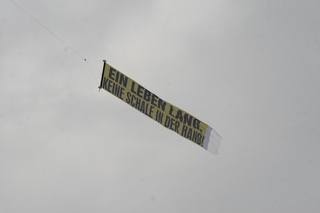 EIN LEBEN LANG
KEINE SCHALE IN DER HAND!